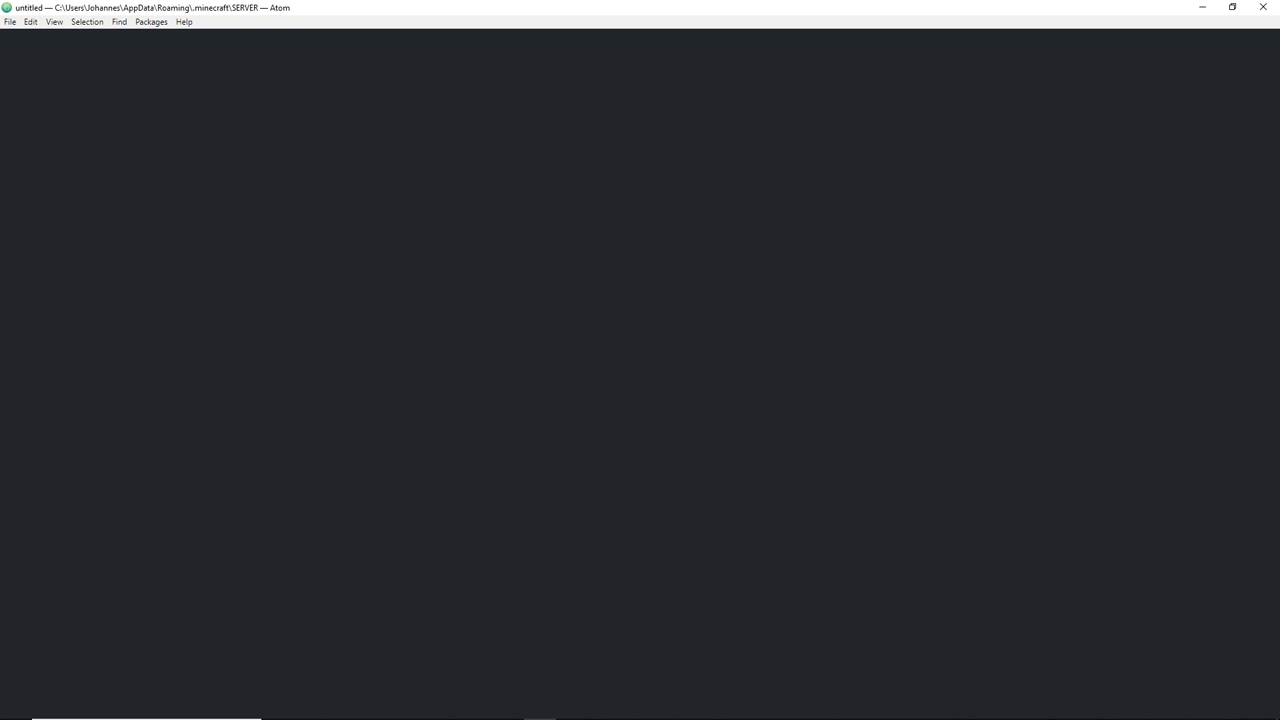 untitled — C:\Users\Johannes\AppData\Roaming\.minecraft\SERVER — Atom
File Edit View Selection Find Packages Help